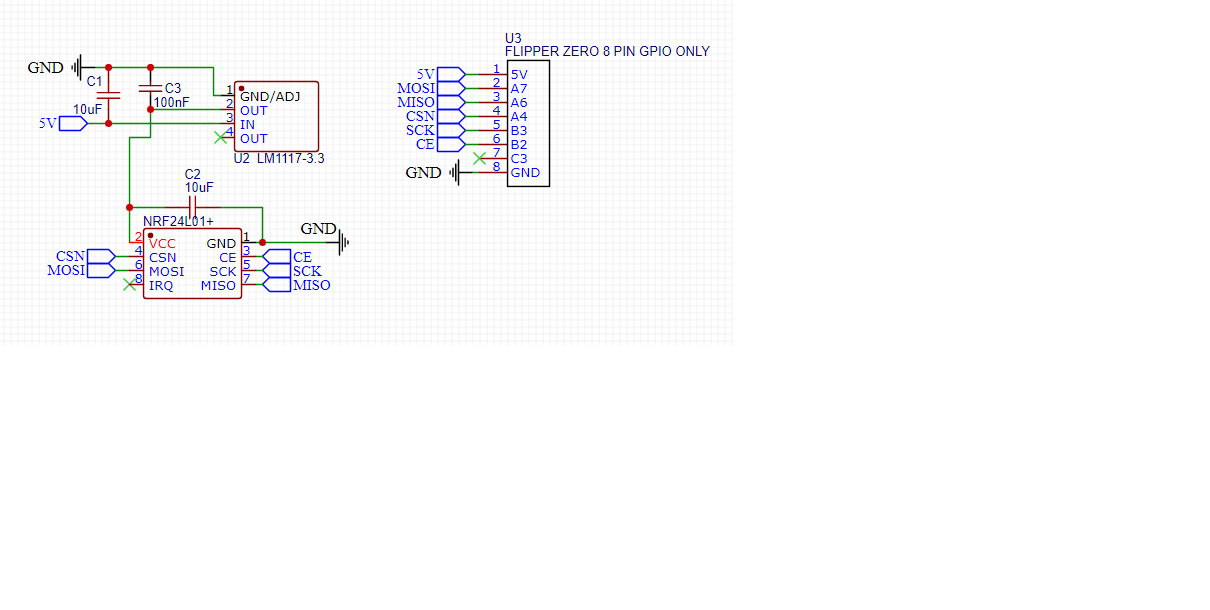 GND
C1
10uF
C3
100nF
5V
1 GND/ADJ
2 OUT
3 IN
4 OUT
U2 LM1117-3.3
C2
10uF
NRF24L01+
GND
2 VCC
4 CSN
6 MOSI
8 IRQ
GND 1
CE 3
SCK 5
MISO 7
CSN
MOSI
CE
SCK
MISO
U3
FLIPPER ZERO 8 PIN GPIO ONLY
5V 1 5V
MOSI 2 A7
MISO 3 A6
CSN 4 A4
SCK 5 B3
CE 6 B2
7 C3
GND 8 GND